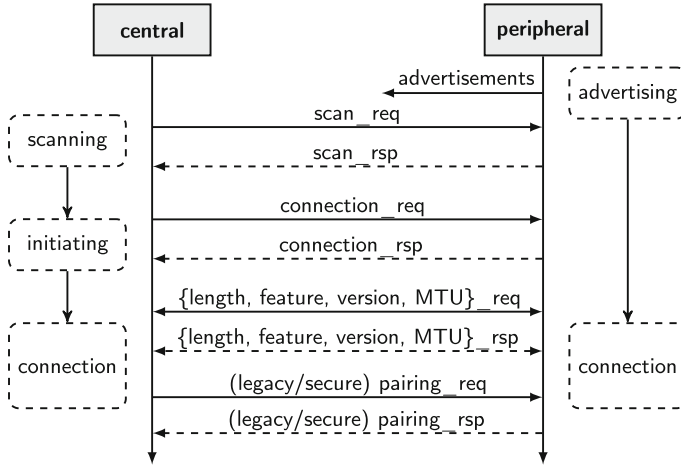 central
peripheral
advertisements
advertising
scan_req
scanning
scan_rsp
connection_req
initiating
connection_rsp
{length, feature, version, MTU}_req
{length, feature, version, MTU}_rsp
connection
connection
(legacy/secure) pairing_req
(legacy/secure) pairing_rsp